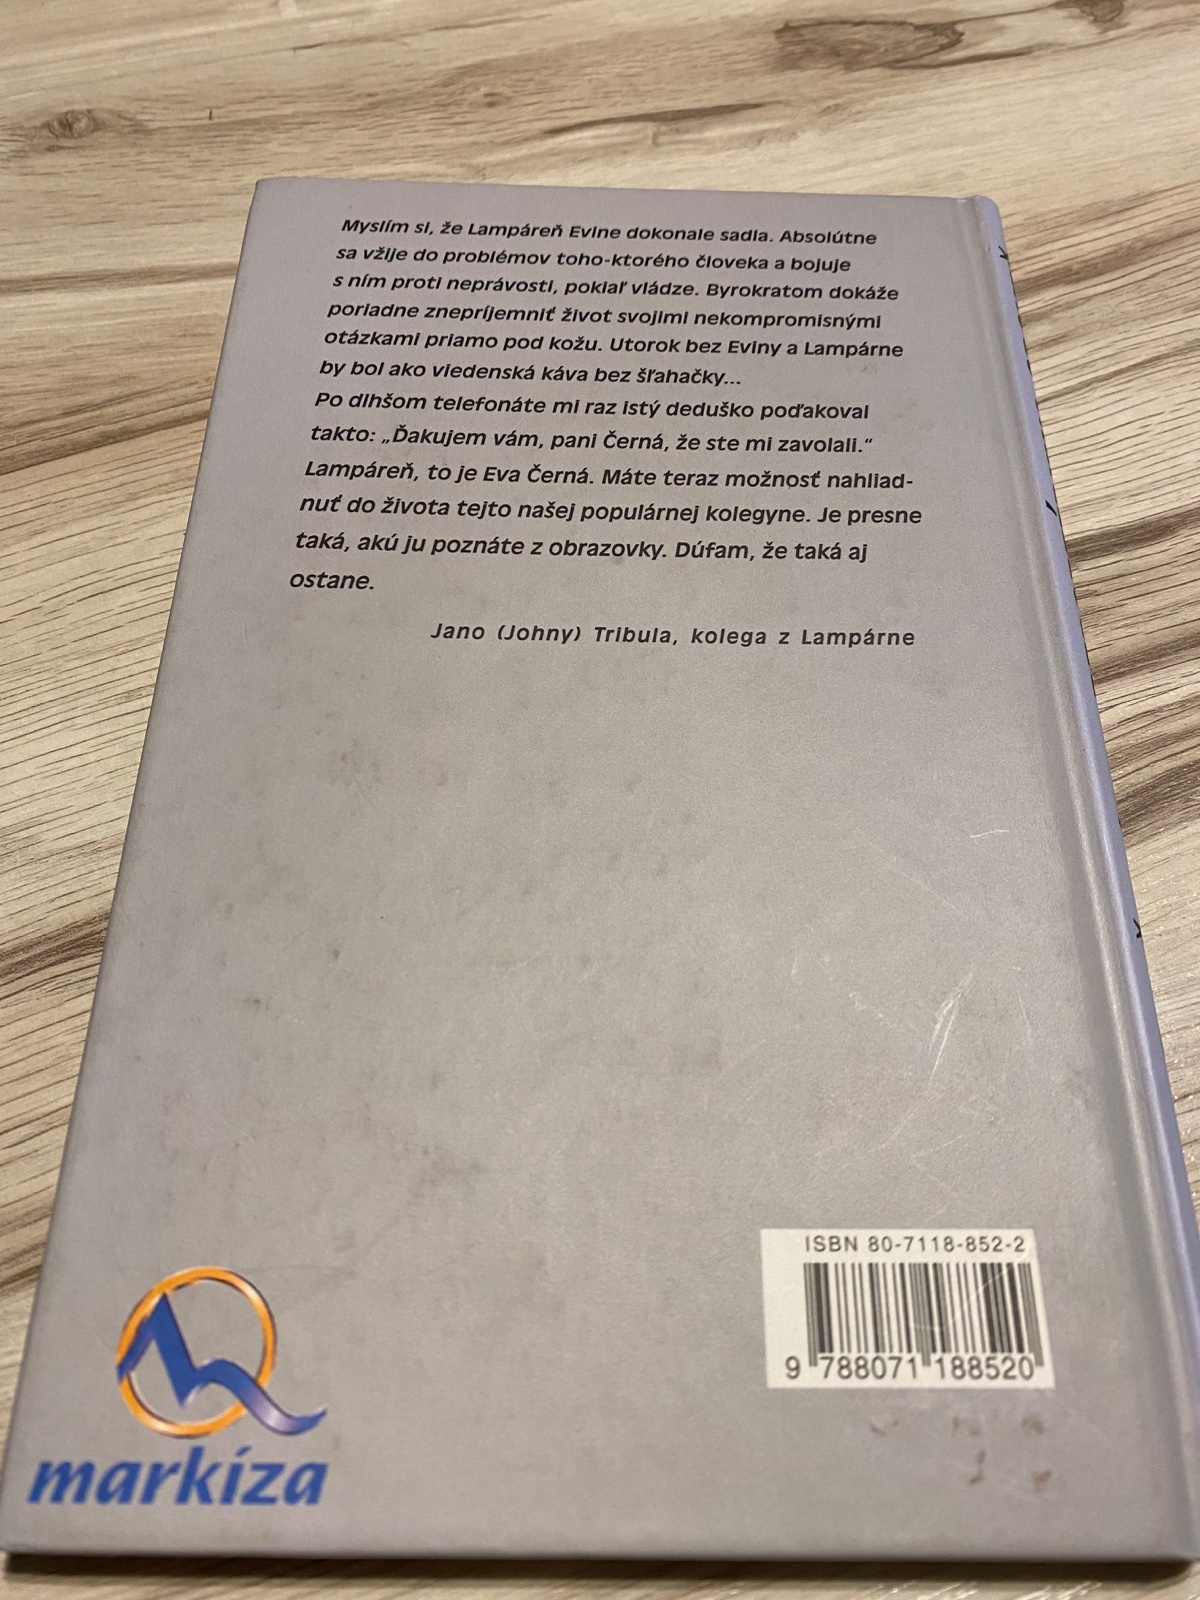 Myslím si, že Lampáreň Evine dokonale sadla. Absolútne
sa vžije do problémov toho-ktorého človeka a bojuje
s ním proti neprávosti, pokiaľ vládze. Byrokratom dokáže
poriadne znepríjemniť život svojimi nekompromisnými
otázkami priamo pod kožu. Utorok bez Eviny a Lampárne
by bol ako viedenská káva bez šľahačky...
Po dlhšom telefonáte mi raz istý deduško poďakoval
takto: „Ďakujem vám, pani Černá, že ste mi zavolali.“
Lampáreň, to je Eva Černá. Máte teraz možnosť nahliad-
nuť do života tejto našej populárnej kolegyne. Je presne
taká, akú ju poznáte z obrazovky. Dúfam, že taká aj
ostane.
Jano (Johny) Tribula, kolega z Lampárne
ISBN 80-7118-852-2
9 788071 188520
markíza